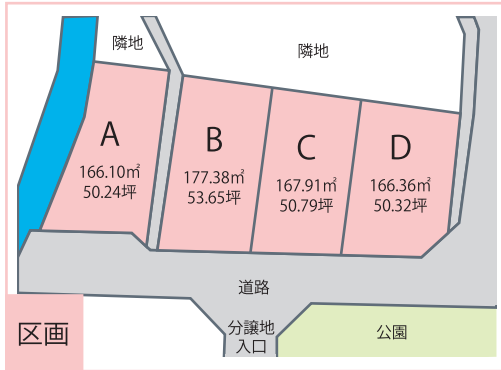 隣地
隣地
A
166.10㎡
50.24坪
B
177.38㎡
53.65坪
C
167.91㎡
50.79坪
D
166.36㎡
50.32坪
道路
分譲地
入口
公園
区画